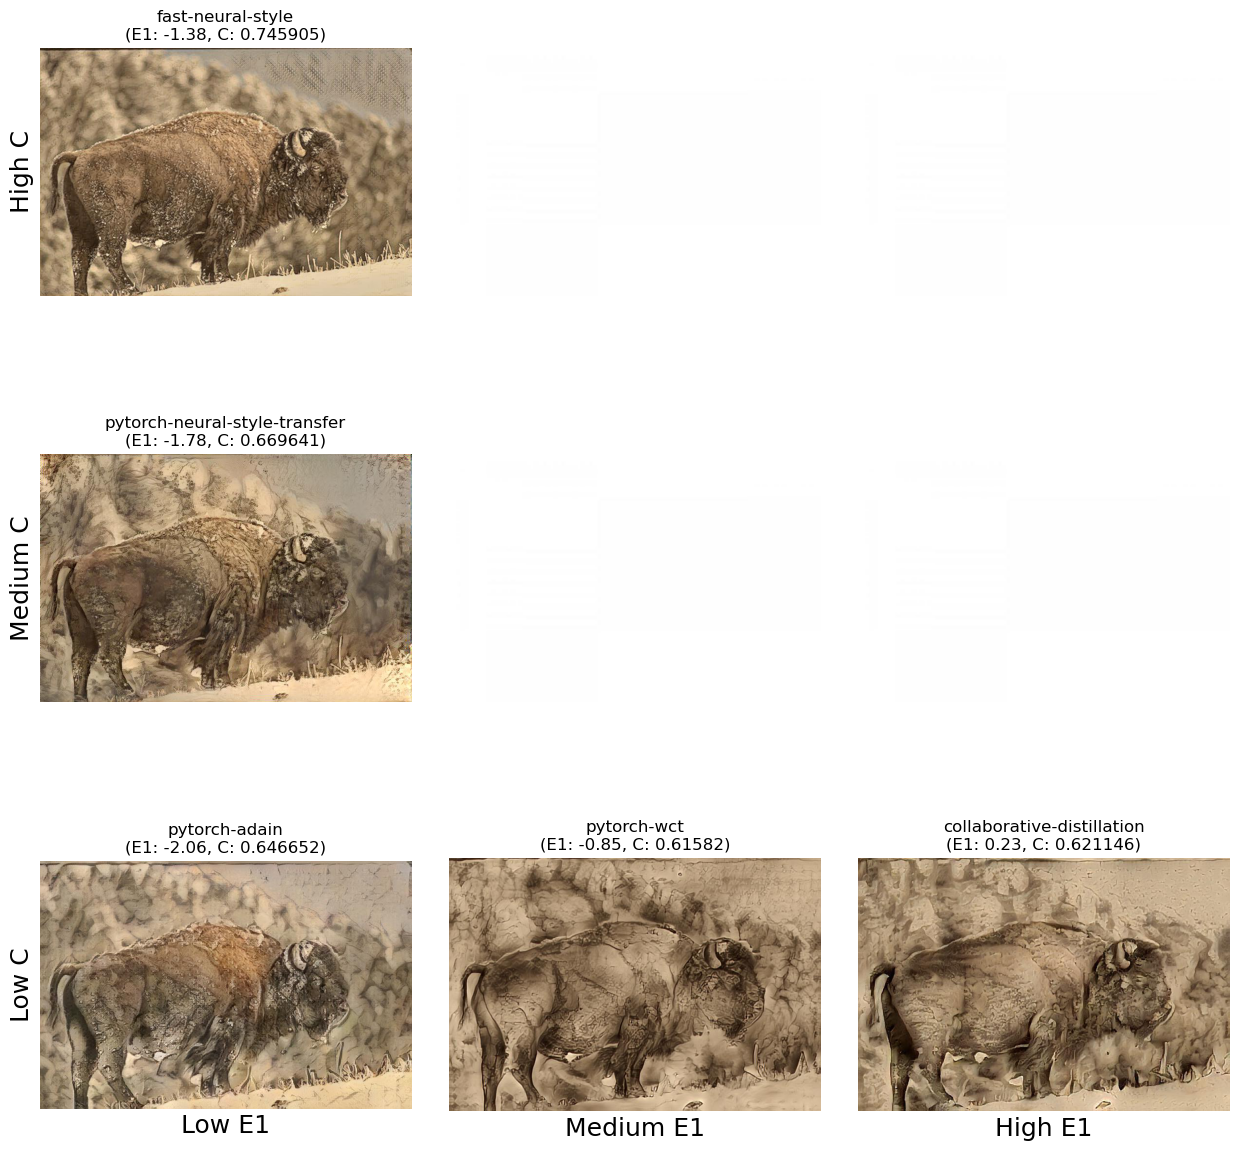 fast-neural-style
(E1: -1.38, C: 0.745905)
High C
pytorch-neural-style-transfer
(E1: -1.78, C: 0.669641)
Medium C
pytorch-adain
(E1: -2.06, C: 0.646652)
pytorch-wct
(E1: -0.85, C: 0.61582)
collaborative-distillation
(E1: 0.23, C: 0.621146)
Low C
Low E1
Medium E1
High E1